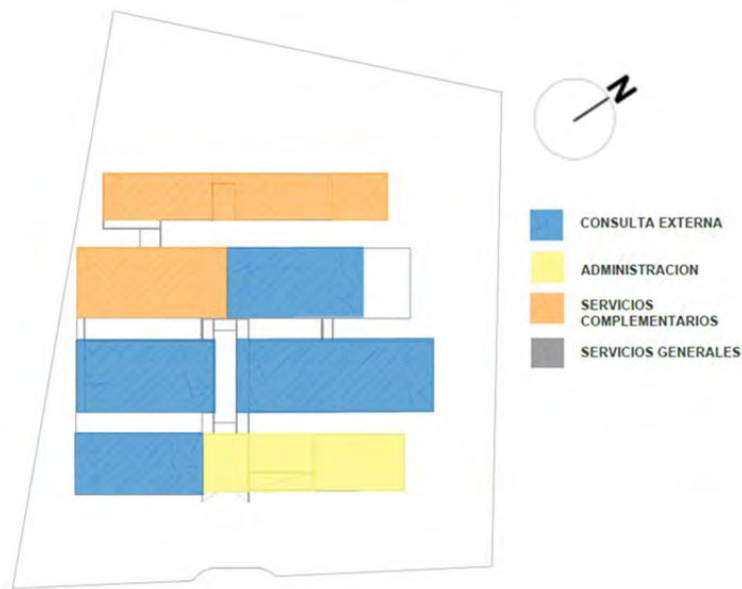 N
CONSULTA EXTERNA
ADMINISTRACION
SERVICIOS
COMPLEMENTARIOS
SERVICIOS GENERALES